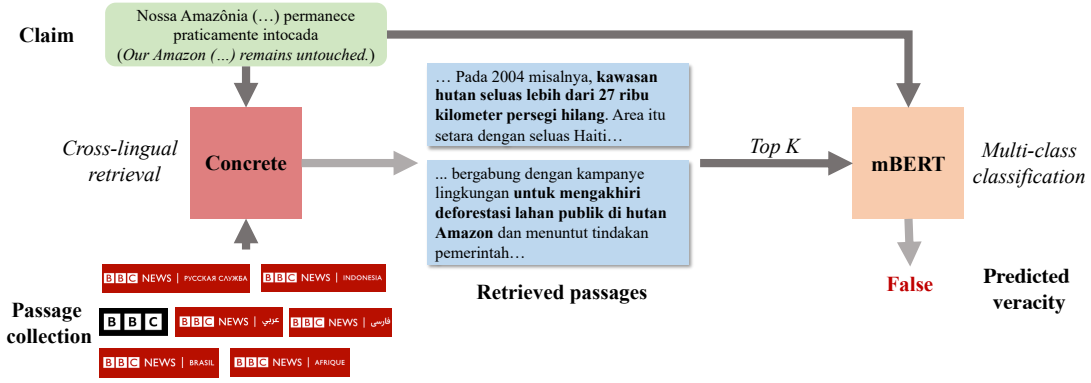 Claim
Nossa Amazônia (…) permanece
praticamente intocada
(Our Amazon (…) remains untouched.)
Cross-lingual
retrieval
Concrete
… Pada 2004 misalnya, kawasan
hutan seluas lebih dari 27 ribu
kilometer persegi hilang. Area itu
setara dengan seluas Haiti…
... bergabung dengan kampanye
lingkungan untuk mengakhiri
deforestasi lahan publik di hutan
Amazon dan menuntut tindakan
pemerintah…
Retrieved passages
Top K
mBERT
Multi-class
classification
False
Predicted
veracity
Passage
collection
BBC NEWS | РУССКАЯ СЛУЖБА
BBC NEWS | INDONESIA
BBC
BBC NEWS | عربي
BBC NEWS | فارسی
BBC NEWS | BRASIL
BBC NEWS | AFRIQUE